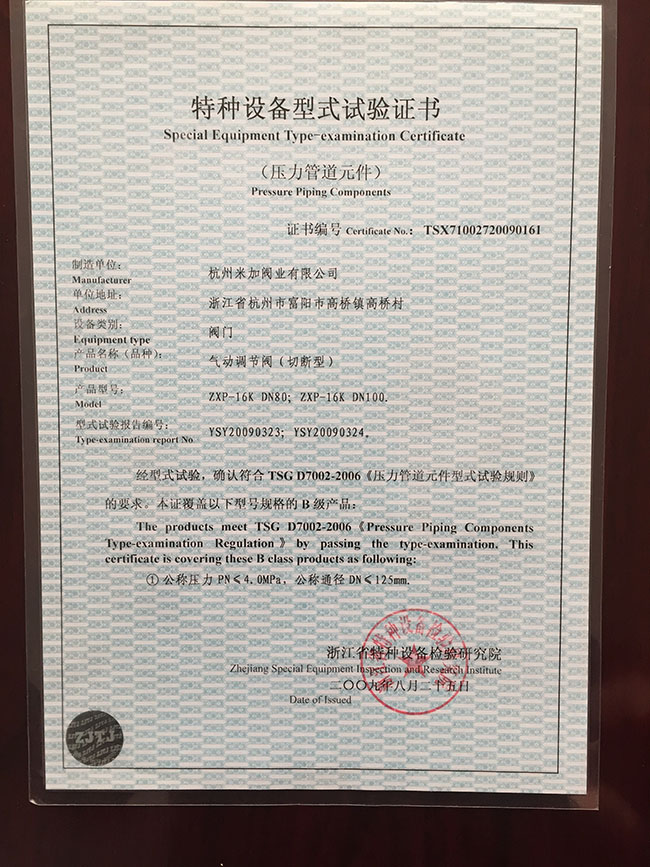 特种设备型式试验证书
Special Equipment Type-examination Certificate
（压力管道元件）
Pressure Piping Components
证书编号 Certificate No.: TSX71002720090161
制造单位: 杭州米加阀业有限公司
Manufacturer
单位地址: 浙江省杭州市富阳市高桥镇高桥村
Address
设备类别: 阀门
Equipment type
产品名称（品种）: 气动调节阀（切断型）
Product
产品型号: ZXP-16K DN80; ZXP-16K DN100.
Model
型式试验报告编号: YSY20090323; YSY20090324。
Type-examination report No
经型式试验，确认符合 TSG D7002-2006《压力管道元件型式试验规则》
的要求。本证覆盖以下型号规格的 B 级产品：
The products meet TSG D7002-2006《Pressure Piping Components
Type-examination Regulation》by passing the type-examination. This
certificate is covering these B class products as following:
①公称压力 PN≤4.0MPa，公称通径 DN≤125mm.
浙江省特种设备检验研究院
Zhejiang Special Equipment Inspection and Research Institute
二〇〇九年八月二十五日
Date of Issued
ZJTJ